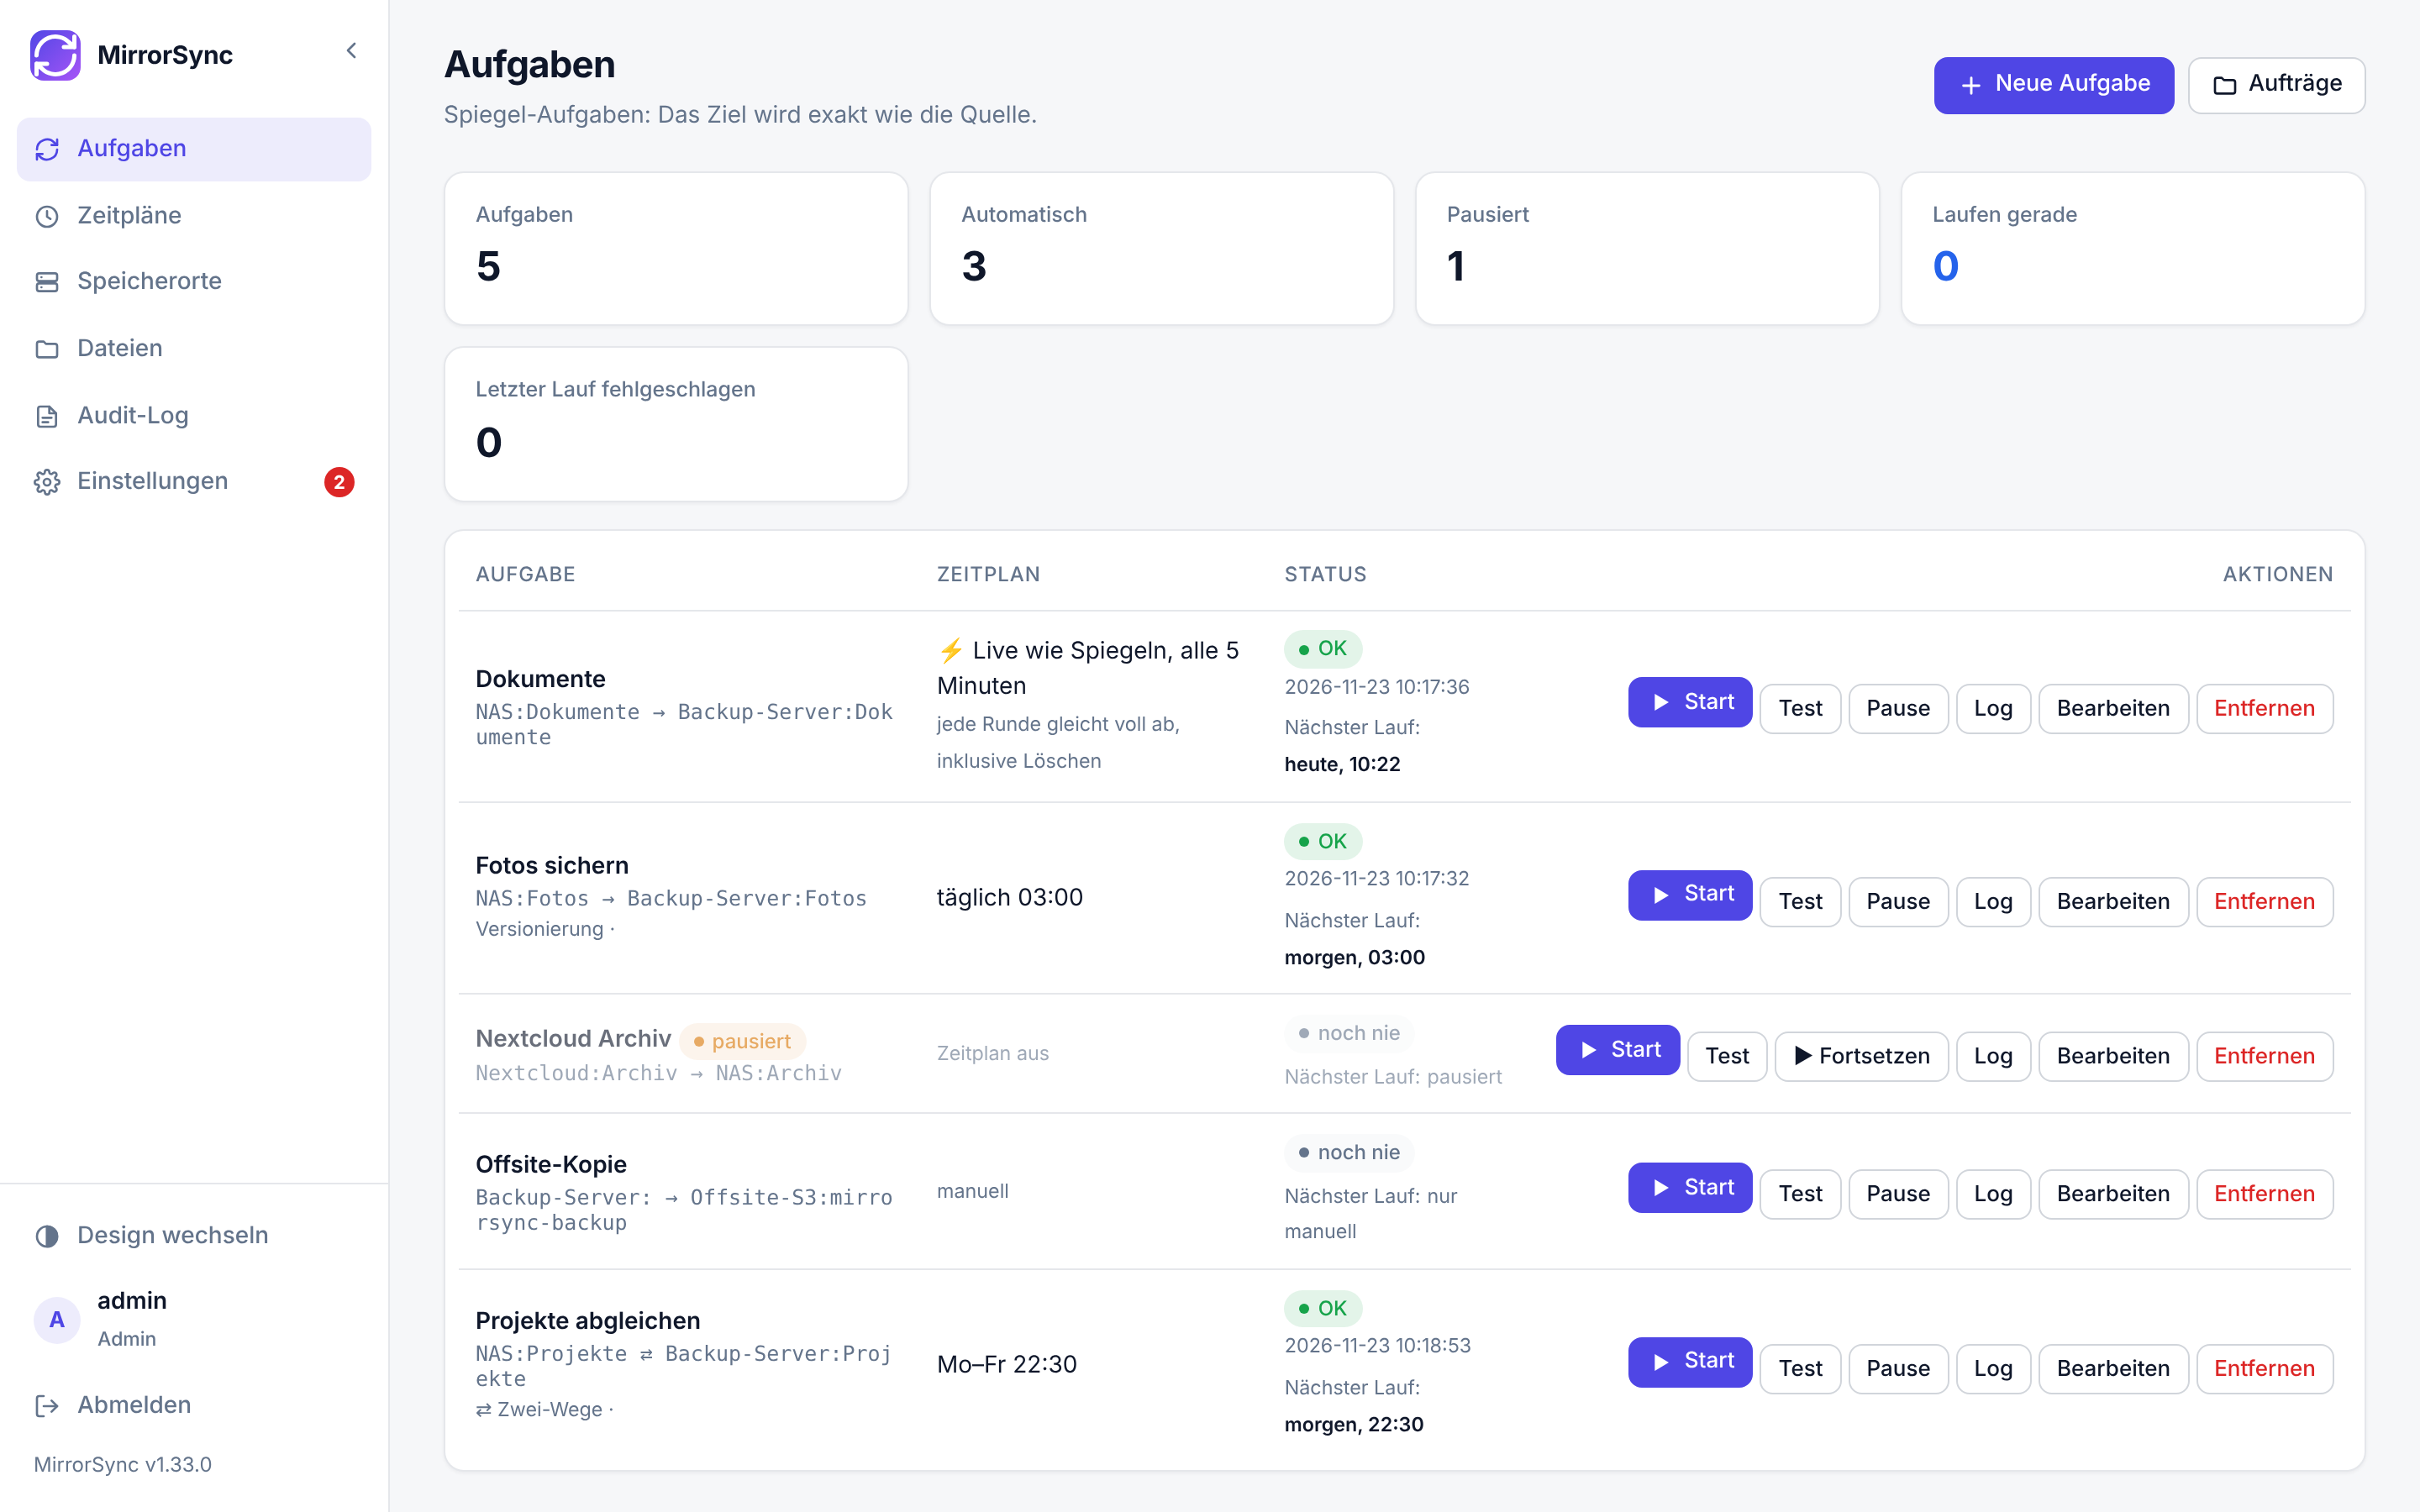 MirrorSync
Aufgaben
Zeitpläne
Speicherorte
Dateien
Audit-Log
Einstellungen 2
Design wechseln
A admin
Admin
Abmelden
MirrorSync v1.33.0
Aufgaben
Spiegel-Aufgaben: Das Ziel wird exakt wie die Quelle.
+ Neue Aufgabe
Aufträge
Aufgaben
5
Automatisch
3
Pausiert
1
Laufen gerade
0
Letzter Lauf fehlgeschlagen
0
AUFGABE ZEITPLAN STATUS AKTIONEN
Dokumente
NAS:Dokumente → Backup-Server:Dok
umente
⚡ Live wie Spiegeln, alle 5
Minuten
jede Runde gleicht voll ab,
inklusive Löschen
OK
2026-11-23 10:17:36
Nächster Lauf:
heute, 10:22
▶ Start Test Pause Log Bearbeiten Entfernen
Fotos sichern
NAS:Fotos → Backup-Server:Fotos
Versionierung ·
täglich 03:00
OK
2026-11-23 10:17:32
Nächster Lauf:
morgen, 03:00
▶ Start Test Pause Log Bearbeiten Entfernen
Nextcloud Archiv pausiert
Nextcloud:Archiv → NAS:Archiv
Zeitplan aus
noch nie
Nächster Lauf: pausiert
▶ Start Test ▶ Fortsetzen Log Bearbeiten Entfernen
Offsite-Kopie
Backup-Server: → Offsite-S3:mirro
rsync-backup
manuell
noch nie
Nächster Lauf: nur
manuell
▶ Start Test Pause Log Bearbeiten Entfernen
Projekte abgleichen
NAS:Projekte ⇄ Backup-Server:Proj
ekte
⇄ Zwei-Wege ·
Mo–Fr 22:30
OK
2026-11-23 10:18:53
Nächster Lauf:
morgen, 22:30
▶ Start Test Pause Log Bearbeiten Entfernen